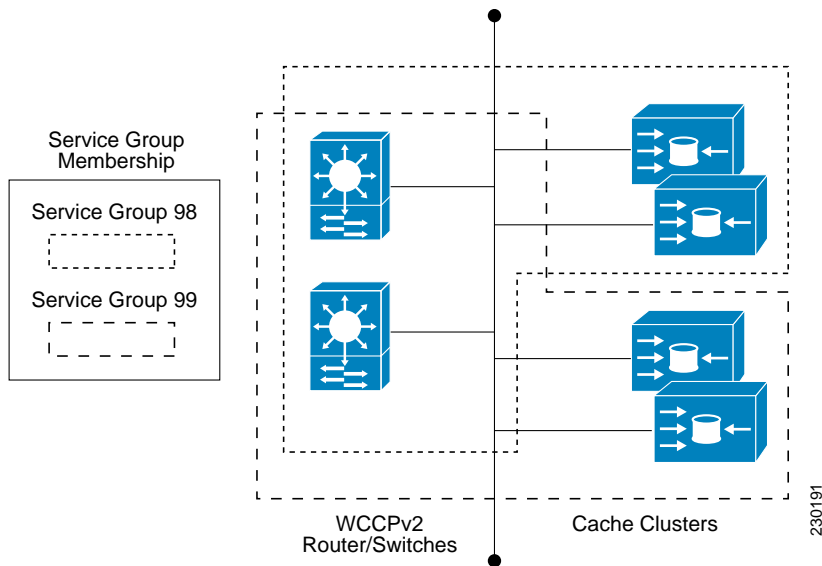 Service Group
Membership
Service Group 98
Service Group 99
WCCPv2
Router/Switches
Cache Clusters
230191